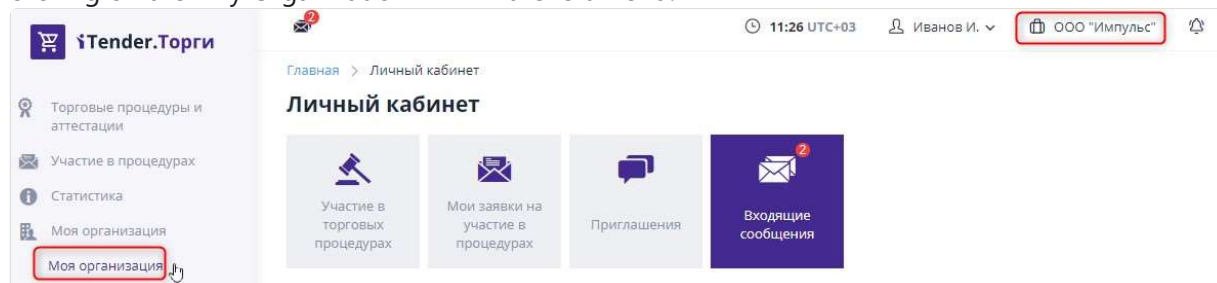 2
iTender.Торги
11:26 UTC+03
Иванов И.
ООО "Импульс"
Главная > Личный кабинет
Личный кабинет
Торговые процедуры и
аттестации
Участие в процедурах
Статистика
Моя организация
Моя организация
Участие в
торговых
процедурах
Мои заявки на
участие в
процедурах
Приглашения
2
Входящие
сообщения